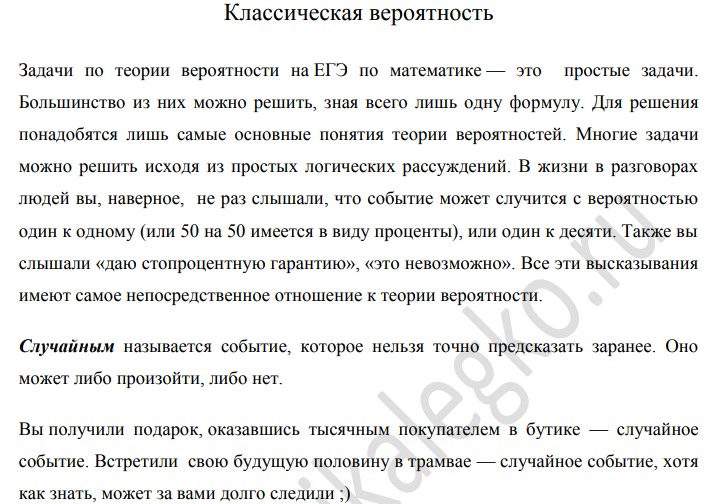 Классическая вероятность
Задачи по теории вероятности на ЕГЭ по математике — это простые задачи.
Большинство из них можно решить, зная всего лишь одну формулу. Для решения
понадобятся лишь самые основные понятия теории вероятностей. Многие задачи
можно решить исходя из простых логических рассуждений. В жизни в разговорах
людей вы, наверное, не раз слышали, что событие может случится с вероятностью
один к одному (или 50 на 50 имеется в виду проценты), или один к десяти. Также вы
слышали «даю стопроцентную гарантию», «это невозможно». Все эти высказывания
имеют самое непосредственное отношение к теории вероятности.
Случайным называется событие, которое нельзя точно предсказать заранее. Оно
может либо произойти, либо нет.
Вы получили подарок, оказавшись тысячным покупателем в бутике — случайное
событие. Встретили свою будущую половину в трамвае — случайное событие, хотя
как знать, может за вами долго следили ;)
ikalegko.ru